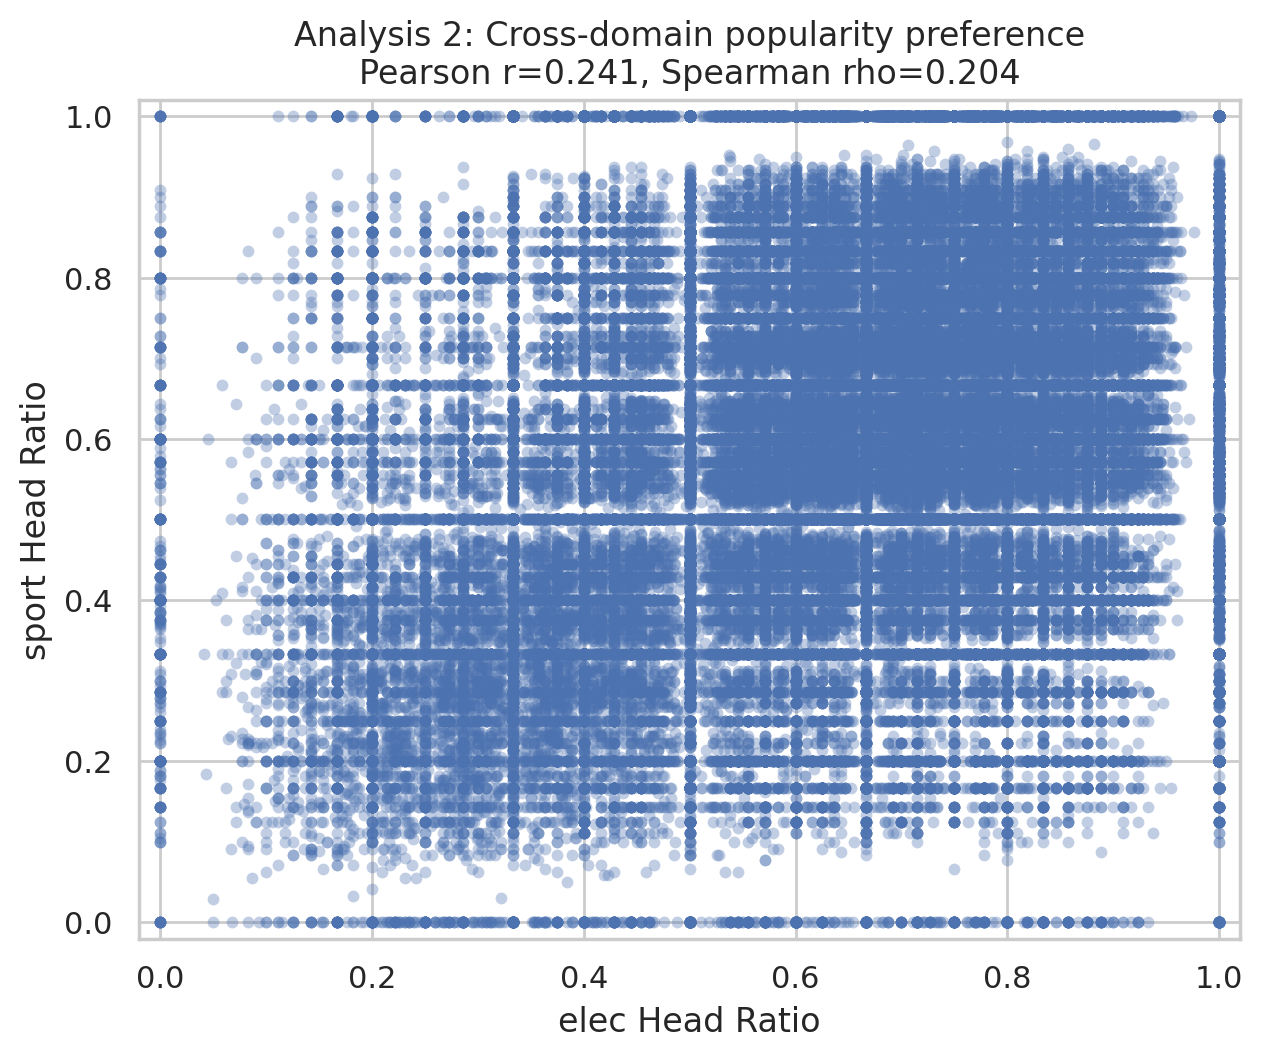 Analysis 2: Cross-domain popularity preference
Pearson r=0.241, Spearman rho=0.204
1.0
0.8
0.6
0.4
0.2
0.0
sport Head Ratio
0.0 0.2 0.4 0.6 0.8 1.0
elec Head Ratio